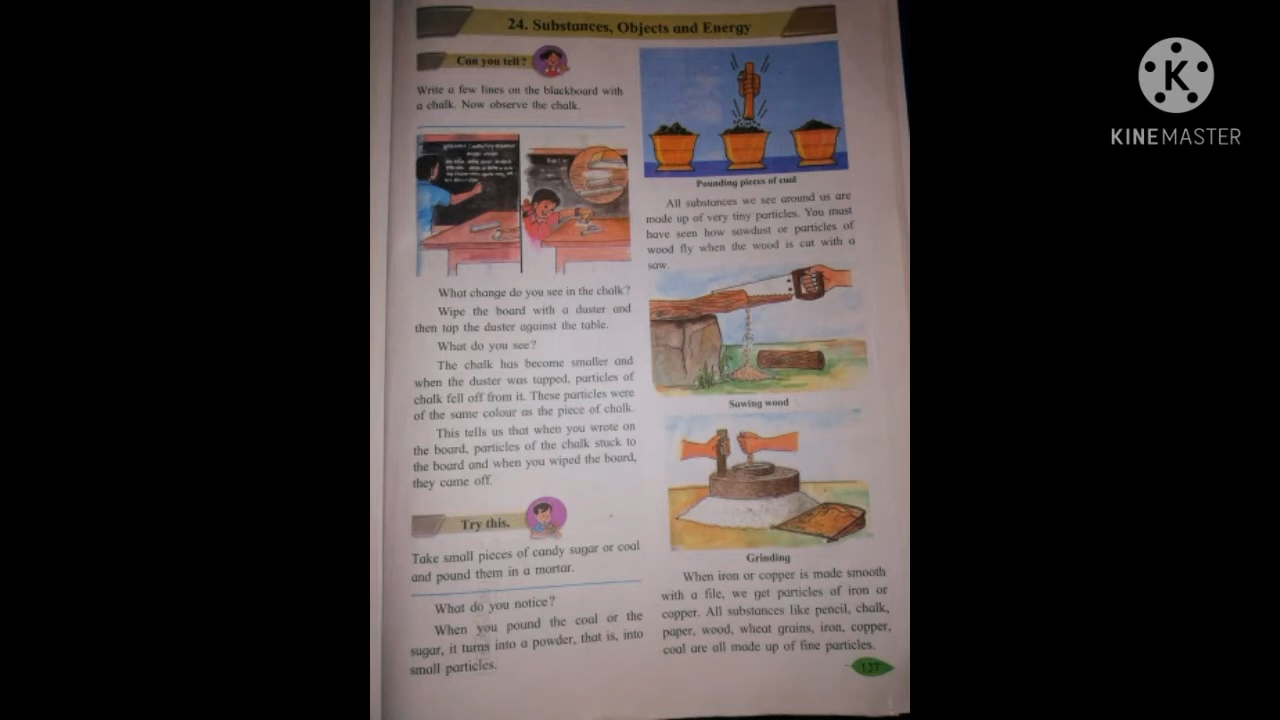 24. Substances, Objects and Energy
Can you tell?
Write a few lines on the blackboard with
a chalk. Now observe the chalk.
What change do you see in the chalk?
Wipe the board with a duster and
then tap the duster against the table.
What do you see?
The chalk has become smaller and
when the duster was tapped, particles of
chalk fell off from it. These particles were
of the same colour as the piece of chalk.
This tells us that when you wrote on
the board, particles of the chalk stuck to
the board and when you wiped the board,
they came off.
Try this.
Take small pieces of candy sugar or coal
and pound them in a mortar.
What do you notice?
When you pound the coal or the
sugar, it turns into a powder, that is, into
small particles.
Pounding pieces of coal
All substances we see around us are
made up of very tiny particles. You must
have seen how sawdust or particles of
wood fly when the wood is cut with a
saw.
Sawing wood
Grinding
When iron or copper is made smooth
with a file, we get particles of iron or
copper. All substances like pencil, chalk,
paper, wood, wheat grains, iron, copper,
coal are all made up of fine particles.
127
K
KINEMASTER